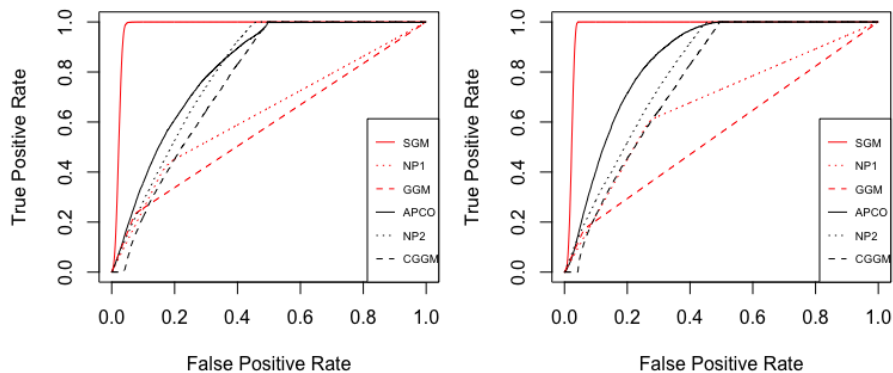 True Positive Rate
1.0
0.8
0.6
0.4
0.2
0.0
SGM
NP1
GGM
APCO
NP2
CGGM
0.0 0.2 0.4 0.6 0.8 1.0
False Positive Rate
True Positive Rate
1.0
0.8
0.6
0.4
0.2
0.0
SGM
NP1
GGM
APCO
NP2
CGGM
0.0 0.2 0.4 0.6 0.8 1.0
False Positive Rate